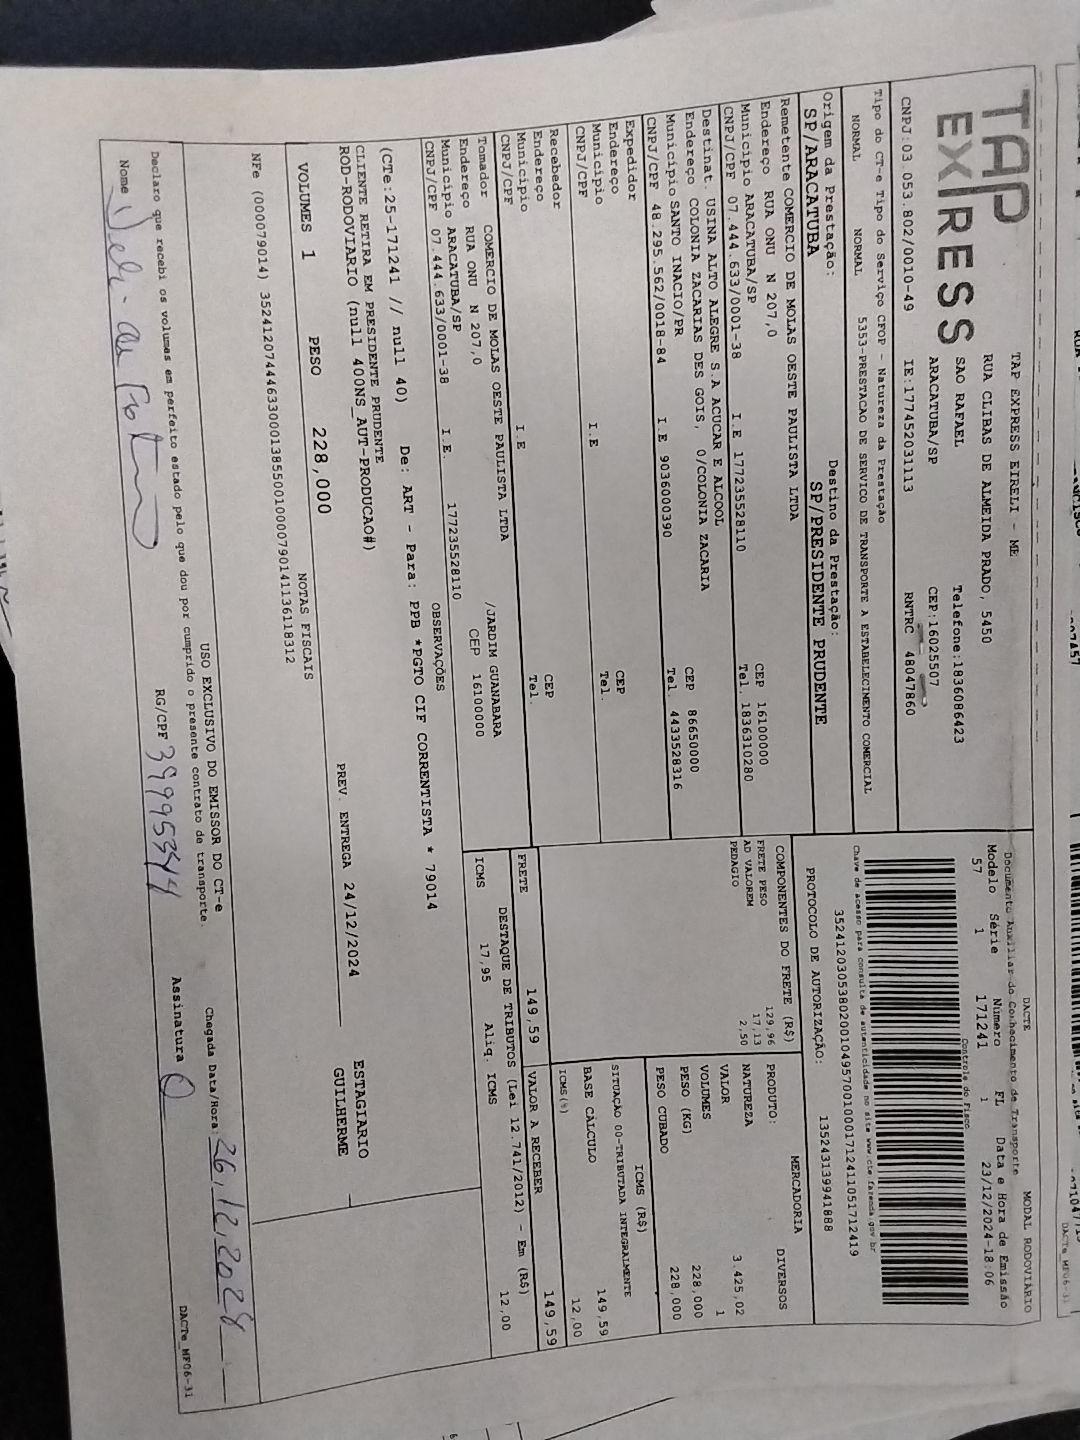 TAP
EXPRESS
TAP EXPRESS EIRELI - ME
RUA CLIBAS DE ALMEIDA PRADO, 5450
SAO RAFAEL Telefone:1836086423
ARACATUBA/SP CEP:16025507
CNPJ:03.053.802/0010-49 IE:177452031113 RNTRC 48047860
DACTE MODAL RODOVIÁRIO
Documento Auxiliar do Conhecimento de Transporte
Modelo Série Número FL Data e Hora de Emissão
57 1 171241 1 23/12/2024-18:06
Controle do Fisco
Tipo do CT-e Tipo do Serviço CFOP - Natureza da Prestação
NORMAL NORMAL 5353-PRESTACAO DE SERVICO DE TRANSPORTE A ESTABELECIMENTO COMERCIAL
Chave de acesso para consulta de autenticidade no site www.cte.fazenda.gov.br
35241203053802001049570010001712411051712419
PROTOCOLO DE AUTORIZAÇÃO: 135243139941888
Origem da Prestação: Destino da Prestação:
SP/ARACATUBA SP/PRESIDENTE PRUDENTE
Remetente COMERCIO DE MOLAS OESTE PAULISTA LTDA
Endereço RUA ONU N 207,0 CEP 16100000
Município ARACATUBA/SP Tel. 1836310280
CNPJ/CPF 07.444.633/0001-38 I.E 177235528110
Destinat. USINA ALTO ALEGRE S.A ACUCAR E ALCOOL
Endereço COLONIA ZACARIAS DES GOIS, 0/COLONIA ZACARIA CEP 86650000
Município SANTO INACIO/PR Tel. 4433528316
CNPJ/CPF 48.295.562/0018-84 I.E 9036000390
Expedidor
Endereço CEP
Município Tel.
CNPJ/CPF I.E
Recebedor
Endereço CEP
Município Tel.
CNPJ/CPF I.E
Tomador COMERCIO DE MOLAS OESTE PAULISTA LTDA
Endereço RUA ONU N 207,0 /JARDIM GUANABARA
Município ARACATUBA/SP CEP 16100000
CNPJ/CPF 07.444.633/0001-38 I.E. 177235528110
COMPONENTES DO FRETE (R$)
FRETE PESO 129,96
AD VALOREM 17,13
PEDAGIO 2,50
MERCADORIA
PRODUTO: DIVERSOS
NATUREZA
VALOR 3.425,02
VOLUMES 1
PESO (KG) 228,000
PESO CUBADO 228,000
ICMS (R$)
SITUAÇÃO 00-TRIBUTADA INTEGRALMENTE
BASE CÁLCULO 149,59
ICMS(%) 12,00
FRETE 149,59 VALOR A RECEBER 149,59
DESTAQUE DE TRIBUTOS (Lei 12.741/2012) - Em (R$)
ICMS 17,95 Alíq. ICMS 12,00
OBSERVAÇÕES
(CTe:25-171241 // null 40) De: ART - Para: PPB *PGTO CIF CORRENTISTA * 79014
CLIENTE RETIRA EM PRESIDENTE PRUDENTE
ROD-RODOVIARIO (null 400NS_AUT-PRODUCAO#)
VOLUMES 1 PESO 228,000 PREV. ENTREGA 24/12/2024 ESTAGIARIO
GUILHERME
NOTAS FISCAIS
NFe (000079014) 35241207444633000138550010000790141136118312
USO EXCLUSIVO DO EMISSOR DO CT-e
Declaro que recebi os volumes em perfeito estado pelo que dou por cumprido o presente contrato de transporte. Chegada Data/Hora: 26,12,2028
Nome RG/CPF 399953544 Assinatura
DACTe_MF06-31